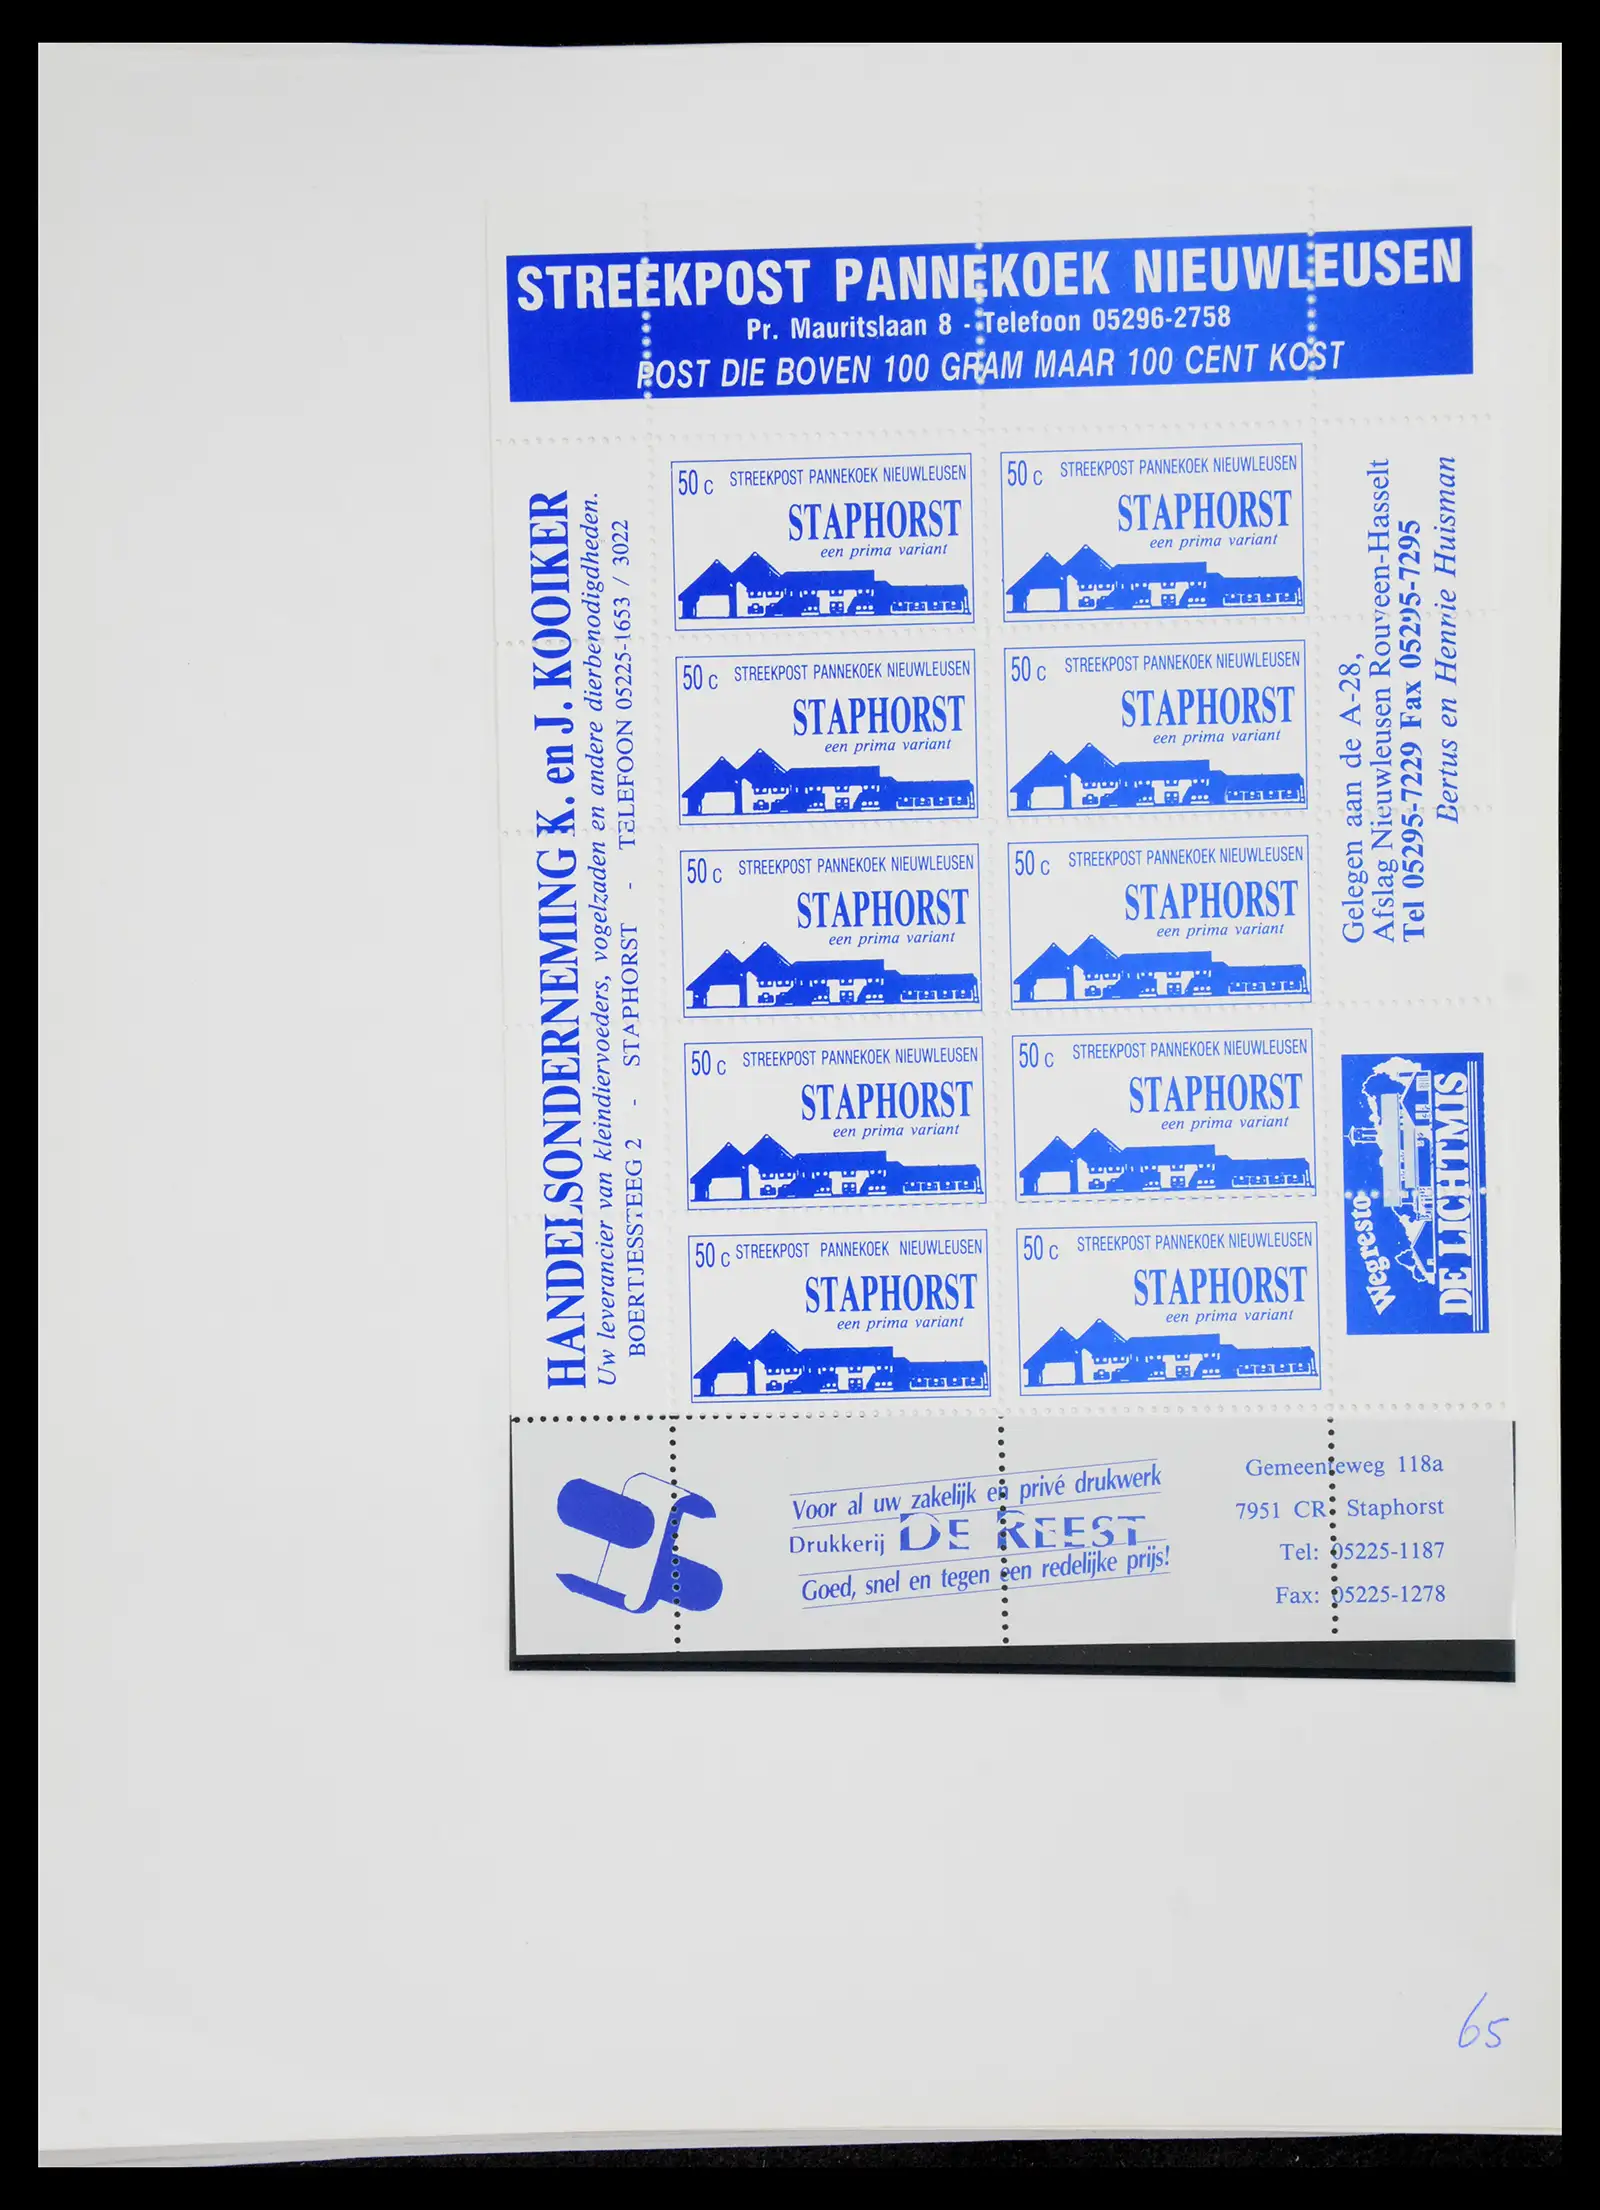 STREEKPOST PANNEKOEK NIEUWLEUSEN
Pr. Mauritslaan 8 - Telefoon 05296-2758
POST DIE BOVEN 100 GRAM MAAR 100 CENT KOST
HANDELSONDERNEMING K. en J. KOOIKER
Uw leverancier van kleindiervoeders, vogelzaden en andere dierbenodigdheden.
BOERTJESSTEEG 2 - STAPHORST - TELEFOON 05225-1653 / 3022
50 c STREEKPOST PANNEKOEK NIEUWLEUSEN
STAPHORST
een prima variant
50 c STREEKPOST PANNEKOEK NIEUWLEUSEN
STAPHORST
een prima variant
50 c STREEKPOST PANNEKOEK NIEUWLEUSEN
STAPHORST
een prima variant
50 c STREEKPOST PANNEKOEK NIEUWLEUSEN
STAPHORST
een prima variant
50 c STREEKPOST PANNEKOEK NIEUWLEUSEN
STAPHORST
een prima variant
50 c STREEKPOST PANNEKOEK NIEUWLEUSEN
STAPHORST
een prima variant
50 c STREEKPOST PANNEKOEK NIEUWLEUSEN
STAPHORST
een prima variant
50 c STREEKPOST PANNEKOEK NIEUWLEUSEN
STAPHORST
een prima variant
50 c STREEKPOST PANNEKOEK NIEUWLEUSEN
STAPHORST
een prima variant
50 c STREEKPOST PANNEKOEK NIEUWLEUSEN
STAPHORST
een prima variant
Gelegen aan de A-28,
Afslag Nieuwleusen Rouveen-Hasselt
Tel 05295-7229 Fax 05295-7295
Bertus en Henrie Huisman
Wegresto
DE LICHTMIS
Voor al uw zakelijk en privé drukwerk
Drukkerij DE REEST
Goed, snel en tegen een redelijke prijs!
Gemeenteweg 118a
7951 CR Staphorst
Tel: 05225-1187
Fax: 05225-1278
65